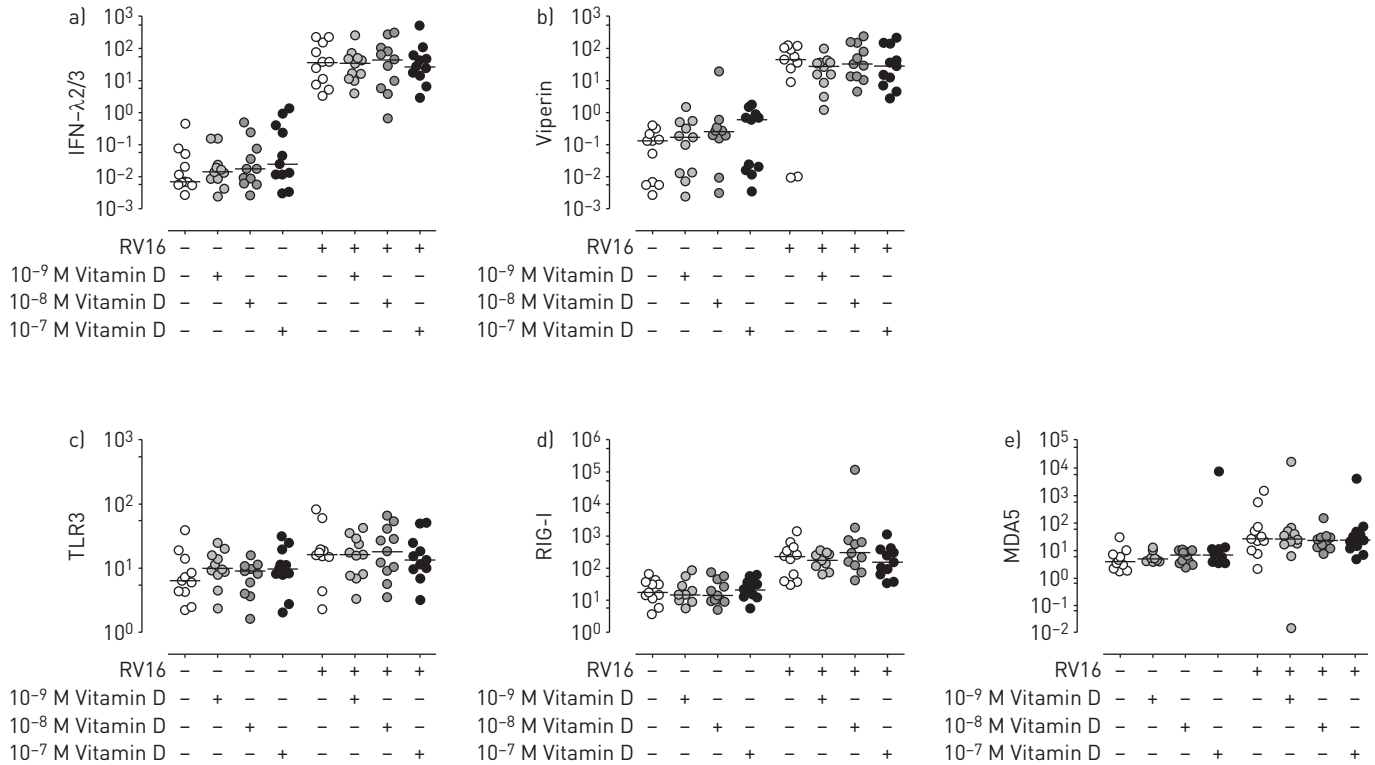 a)
IFN–λ2/3
10³
10²
10¹
10⁰
10–¹
10–²
10–³
RV16 – – – – + + + +
10–⁹ M Vitamin D – + – – – + – –
10–⁸ M Vitamin D – – + – – – + –
10–⁷ M Vitamin D – – – + – – – +
b)
Viperin
10³
10²
10¹
10⁰
10–¹
10–²
10–³
RV16 – – – – + + + +
10–⁹ M Vitamin D – + – – – + – –
10–⁸ M Vitamin D – – + – – – + –
10–⁷ M Vitamin D – – – + – – – +
c)
TLR3
10³
10²
10¹
10⁰
RV16 – – – – + + + +
10–⁹ M Vitamin D – + – – – + – –
10–⁸ M Vitamin D – – + – – – + –
10–⁷ M Vitamin D – – – + – – – +
d)
RIG–I
10⁶
10⁵
10⁴
10³
10²
10¹
10⁰
RV16 – – – – + + + +
10–⁹ M Vitamin D – + – – – + – –
10–⁸ M Vitamin D – – + – – – + –
10–⁷ M Vitamin D – – – + – – – +
e)
MDA5
10⁵
10⁴
10³
10²
10¹
10⁰
10–¹
10–²
RV16 – – – – + + + +
10–⁹ M Vitamin D – + – – – + – –
10–⁸ M Vitamin D – – + – – – + –
10–⁷ M Vitamin D – – – + – – – +